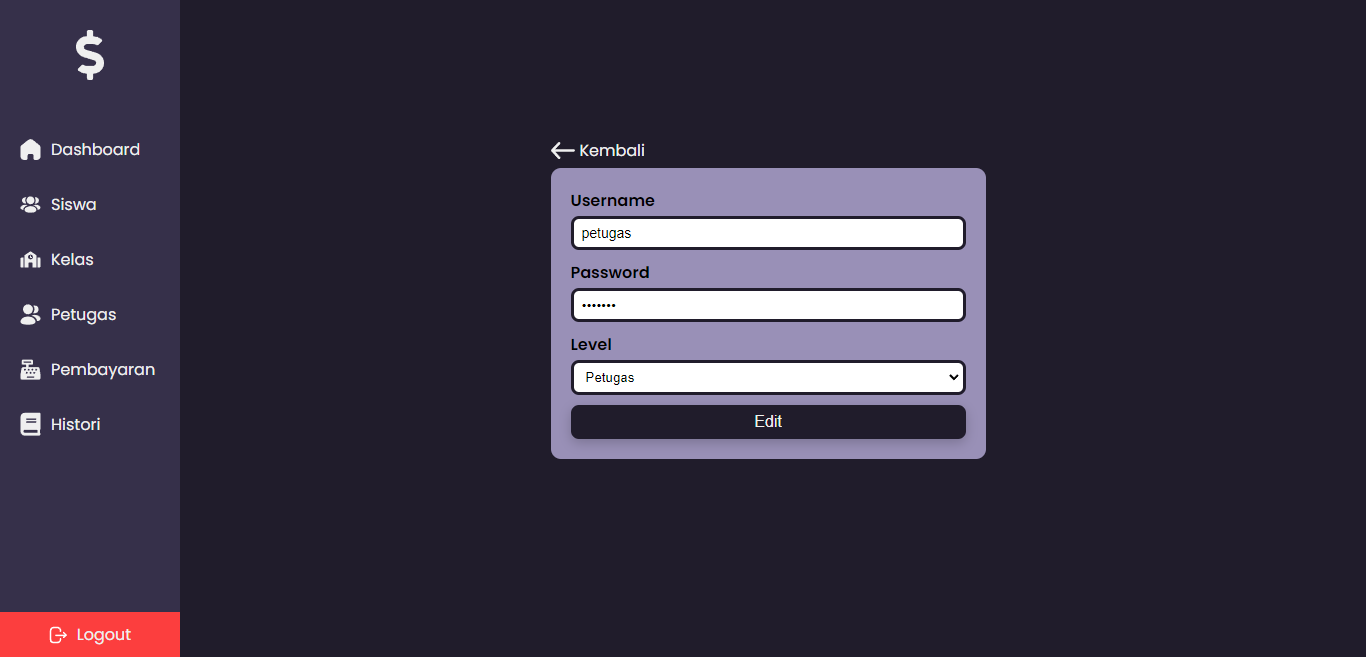 $
Dashboard
Siswa
Kelas
Petugas
Pembayaran
Histori
Logout
Kembali
Username
petugas
Password
•••••••
Level
Petugas
Edit